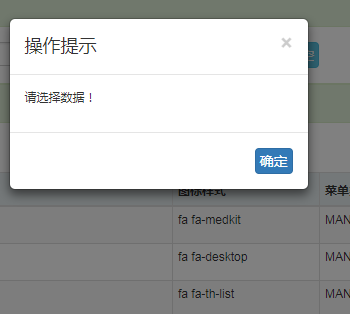 操作提示 ×
请选择数据！
确定
图标样式 菜单
fa fa-medkit MAN
fa fa-desktop MAN
fa fa-th-list MAN